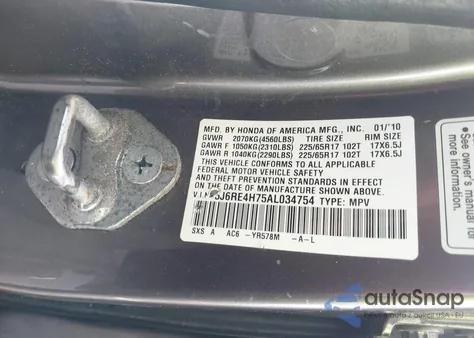 MFD. BY HONDA OF AMERICA MFG., INC. 01/'10
GVWR 2070KG(4560LBS) TIRE SIZE RIM SIZE
GAWR F 1050KG(2310LBS) 225/65R17 102T 17X6.5J
GAWR R 1040KG(2290LBS) 225/65R17 102T 17X6.5J
THIS VEHICLE CONFORMS TO ALL APPLICABLE
FEDERAL MOTOR VEHICLE SAFETY
AND THEFT PREVENTION STANDARDS IN EFFECT
ON THE DATE OF MANUFACTURE SHOWN ABOVE.
V.I.N. 5J6RE4H75AL034754 TYPE: MPV
SXS A AC6 -YR578M -A-L
See owner's
more information
autoSnap